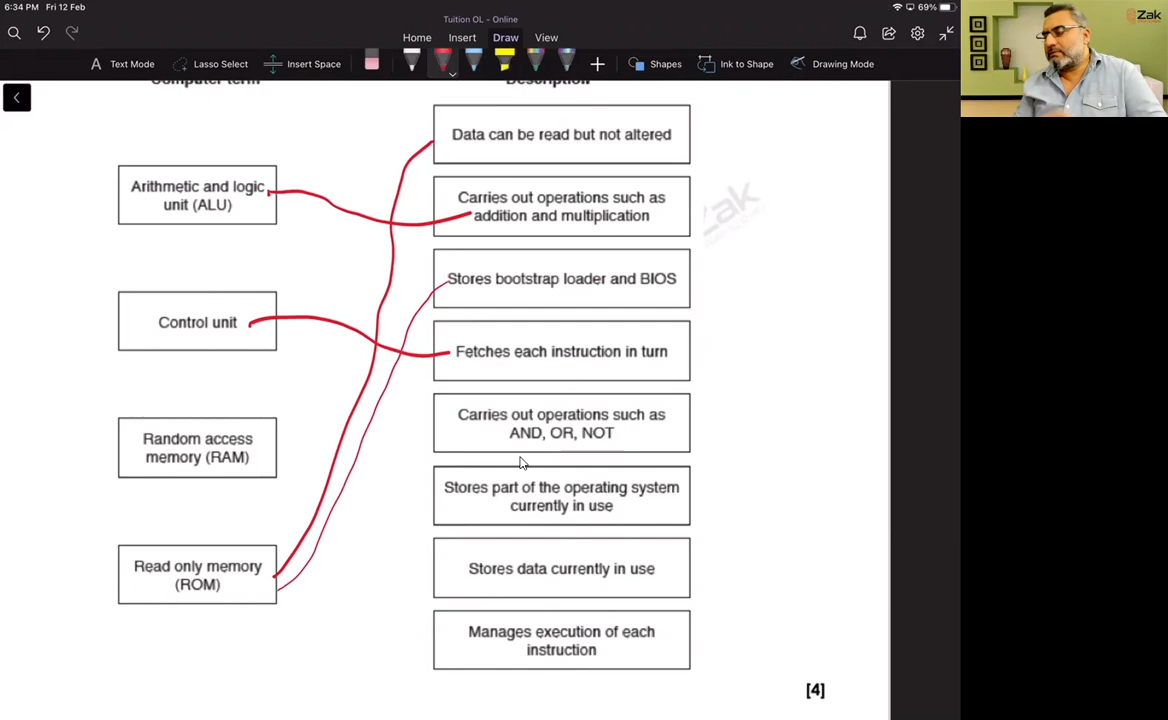 6:34 PM Fri 12 Feb
69%
Zak
Tuition OL - Online
Home Insert Draw View
Text Mode Lasso Select Insert Space Shapes Ink to Shape Drawing Mode
Computer term Description
Data can be read but not altered
Arithmetic and logic
unit (ALU)
Carries out operations such as
addition and multiplication
Zak
Stores bootstrap loader and BIOS
Control unit
Fetches each instruction in turn
Carries out operations such as
AND, OR, NOT
Random access
memory (RAM)
Stores part of the operating system
currently in use
Read only memory
(ROM)
Stores data currently in use
Manages execution of each
instruction
[4]